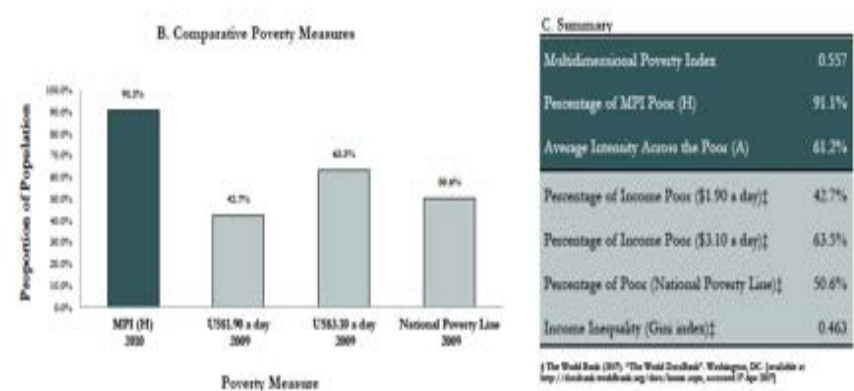 B. Comparative Poverty Measures
Proportion of Population
100.0%
90.0%
80.0%
70.0%
60.0%
50.0%
40.0%
30.0%
20.0%
10.0%
0.0%
91.1%
42.7%
63.5%
50.6%
MPI (H)
2010
US$1.90 a day
2009
US$3.10 a day
2009
National Poverty Line
2009
Poverty Measure
C. Summary
Multidimensional Poverty Index 0.557
Percentage of MPI Poor (H) 91.1%
Average Intensity Across the Poor (A) 61.2%
Percentage of Income Poor ($1.90 a day)‡ 42.7%
Percentage of Income Poor ($3.10 a day)‡ 63.5%
Percentage of Poor (National Poverty Line)‡ 50.6%
Income Inequality (Gini index)‡ 0.463
‡ The World Bank (2017). "The World DataBank". Washington, DC. [available at
accessed 17 Apr 2017]